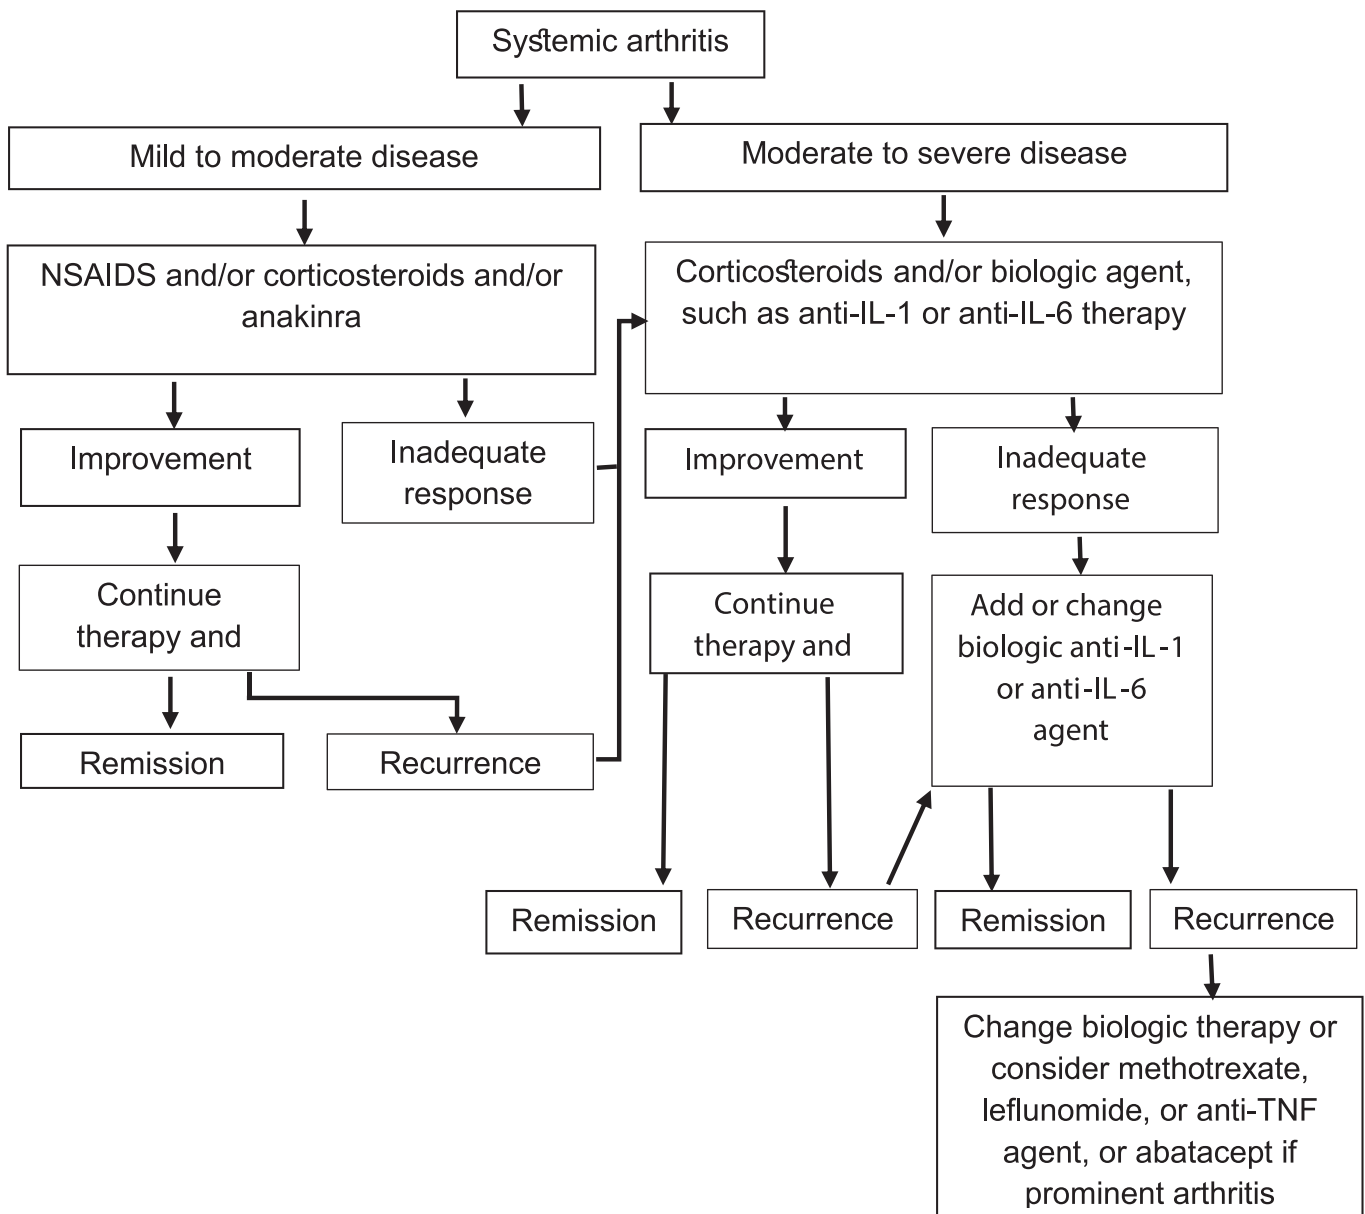 Systemic arthritis
Mild to moderate disease
Moderate to severe disease
NSAIDS and/or corticosteroids and/or
anakinra
Corticosteroids and/or biologic agent,
such as anti-IL-1 or anti-IL-6 therapy
Improvement
Inadequate
response
Improvement
Inadequate
response
Continue
therapy and
Continue
therapy and
Add or change
biologic anti-IL-1
or anti-IL-6
agent
Remission
Recurrence
Remission
Recurrence
Remission
Recurrence
Change biologic therapy or
consider methotrexate,
leflunomide, or anti-TNF
agent, or abatacept if
prominent arthritis